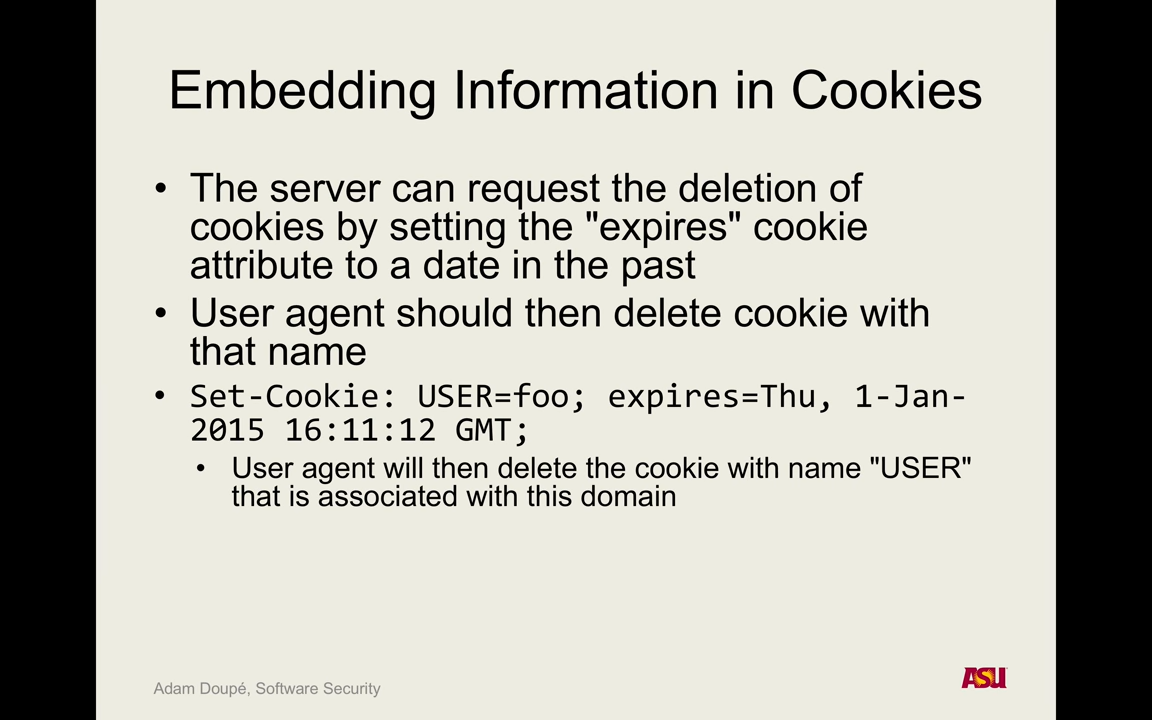 Embedding Information in Cookies
• The server can request the deletion of
cookies by setting the "expires" cookie
attribute to a date in the past
• User agent should then delete cookie with
that name
• Set-Cookie: USER=foo; expires=Thu, 1-Jan-
2015 16:11:12 GMT;
• User agent will then delete the cookie with name "USER"
that is associated with this domain
Adam Doupé, Software Security
ASU